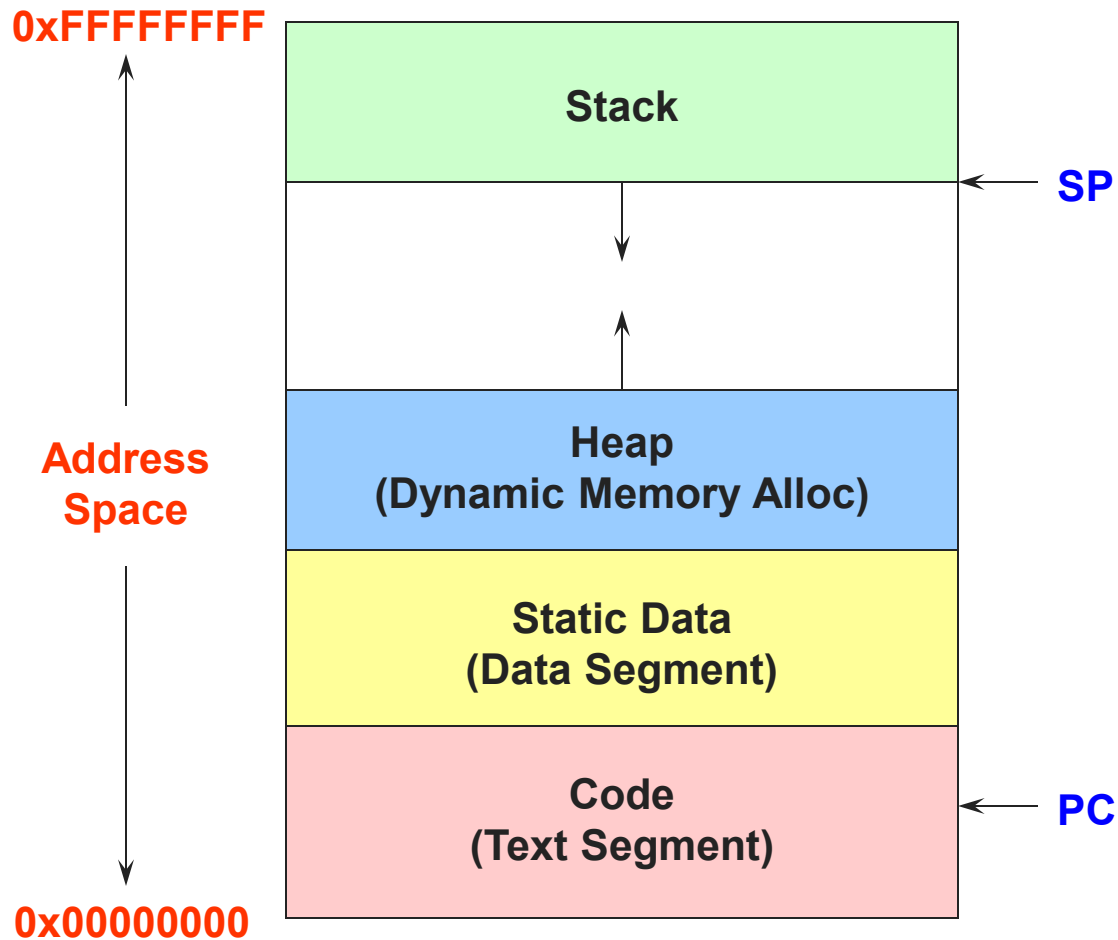 0xFFFFFFFF
Stack
SP
Heap
(Dynamic Memory Alloc)
Address
Space
Static Data
(Data Segment)
Code
(Text Segment)
PC
0x00000000